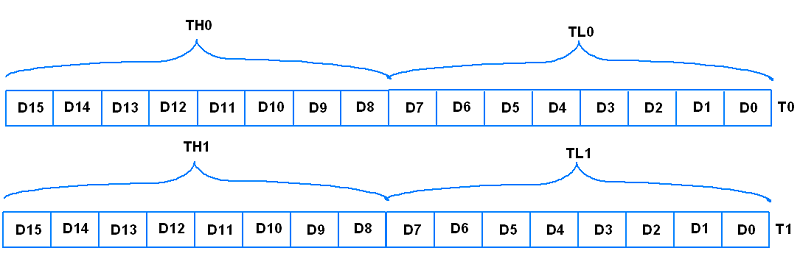 TH0 TL0
D15 D14 D13 D12 D11 D10 D9 D8 D7 D6 D5 D4 D3 D2 D1 D0 T0
TH1 TL1
D15 D14 D13 D12 D11 D10 D9 D8 D7 D6 D5 D4 D3 D2 D1 D0 T1